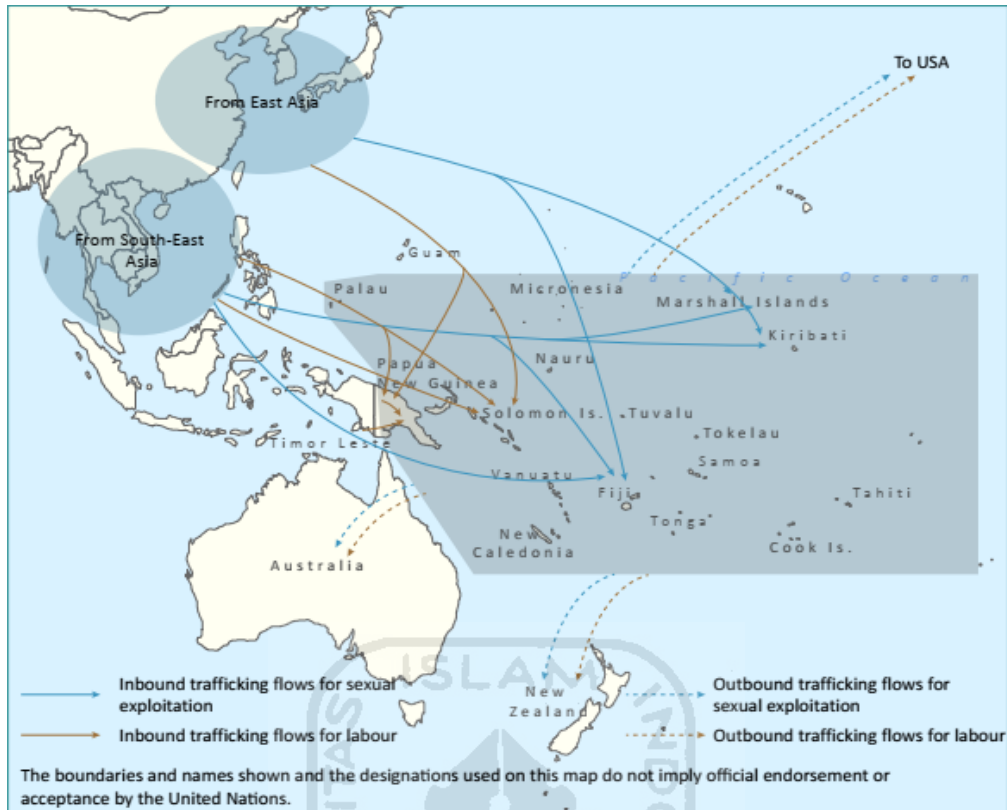 To USA
From East Asia
From South-East
Asia
Guam
Palau
Micronesia
Pacific Ocean
Marshall Islands
Kiribati
Nauru
Papua
New Guinea
Solomon Is.
Tuvalu
Timor Leste
Tokelau
Samoa
Vanuatu
Fiji
Tahiti
Tonga
New
Caledonia
Cook Is.
Australia
ISLAM
New
Zealand
Inbound trafficking flows for sexual
exploitation
Inbound trafficking flows for labour
Outbound trafficking flows for
sexual exploitation
Outbound trafficking flows for labour
The boundaries and names shown and the designations used on this map do not imply official endorsement or
acceptance by the United Nations.